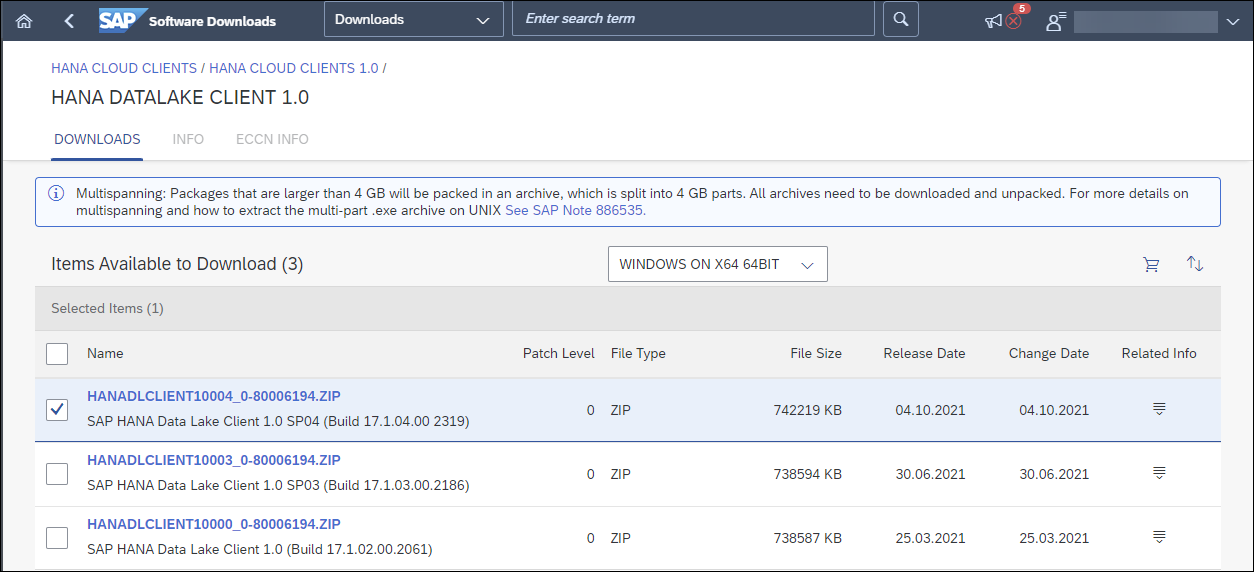 SAP Software Downloads Downloads Enter search term 5
HANA CLOUD CLIENTS / HANA CLOUD CLIENTS 1.0 /
HANA DATALAKE CLIENT 1.0
DOWNLOADS INFO ECCN INFO
Multispanning: Packages that are larger than 4 GB will be packed in an archive, which is split into 4 GB parts. All archives need to be downloaded and unpacked. For more details on
multispanning and how to extract the multi-part .exe archive on UNIX See SAP Note 886535.
Items Available to Download (3) WINDOWS ON X64 64BIT
Selected Items (1)
Name Patch Level File Type File Size Release Date Change Date Related Info
HANADLCLIENT10004_0-80006194.ZIP
SAP HANA Data Lake Client 1.0 SP04 (Build 17.1.04.00 2319) 0 ZIP 742219 KB 04.10.2021 04.10.2021
HANADLCLIENT10003_0-80006194.ZIP
SAP HANA Data Lake Client 1.0 SP03 (Build 17.1.03.00.2186) 0 ZIP 738594 KB 30.06.2021 30.06.2021
HANADLCLIENT10000_0-80006194.ZIP
SAP HANA Data Lake Client 1.0 (Build 17.1.02.00.2061) 0 ZIP 738587 KB 25.03.2021 25.03.2021